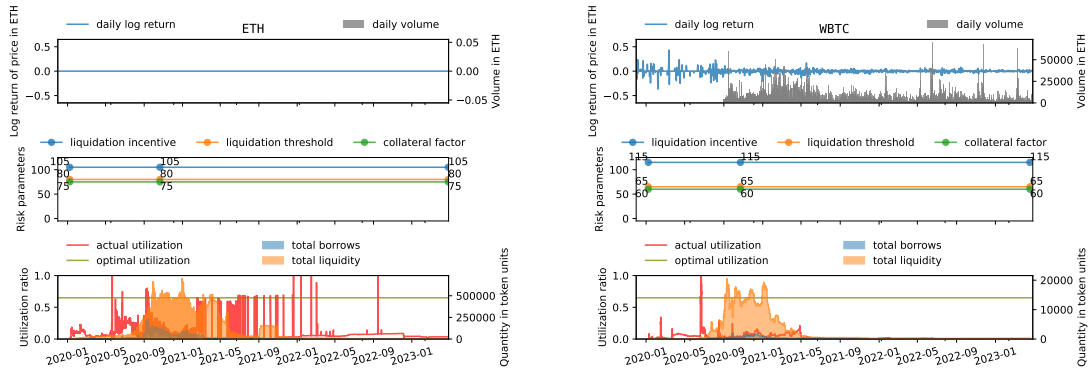 daily log return
ETH
daily volume
Log return of price in ETH
0.5
0.0
−0.5
0.05
0.00
−0.05
Volume in ETH
liquidation incentive
liquidation threshold
collateral factor
Risk parameters
100
50
0
105
80
75
105
80
75
105
80
75
actual utilization
optimal utilization
total borrows
total liquidity
Utilization ratio
1.0
0.5
0.0
500000
250000
0
Quantity in token units
2020-01
2020-05
2020-09
2021-01
2021-05
2021-09
2022-01
2022-05
2022-09
2023-01
daily log return
WBTC
daily volume
Log return of price in ETH
0.5
0.0
−0.5
50000
25000
0
Volume in ETH
liquidation incentive
liquidation threshold
collateral factor
Risk parameters
100
50
0
115
65
60
115
65
60
115
65
60
actual utilization
optimal utilization
total borrows
total liquidity
Utilization ratio
1.0
0.5
0.0
20000
10000
0
Quantity in token units
2020-01
2020-05
2020-09
2021-01
2021-05
2021-09
2022-01
2022-05
2022-09
2023-01